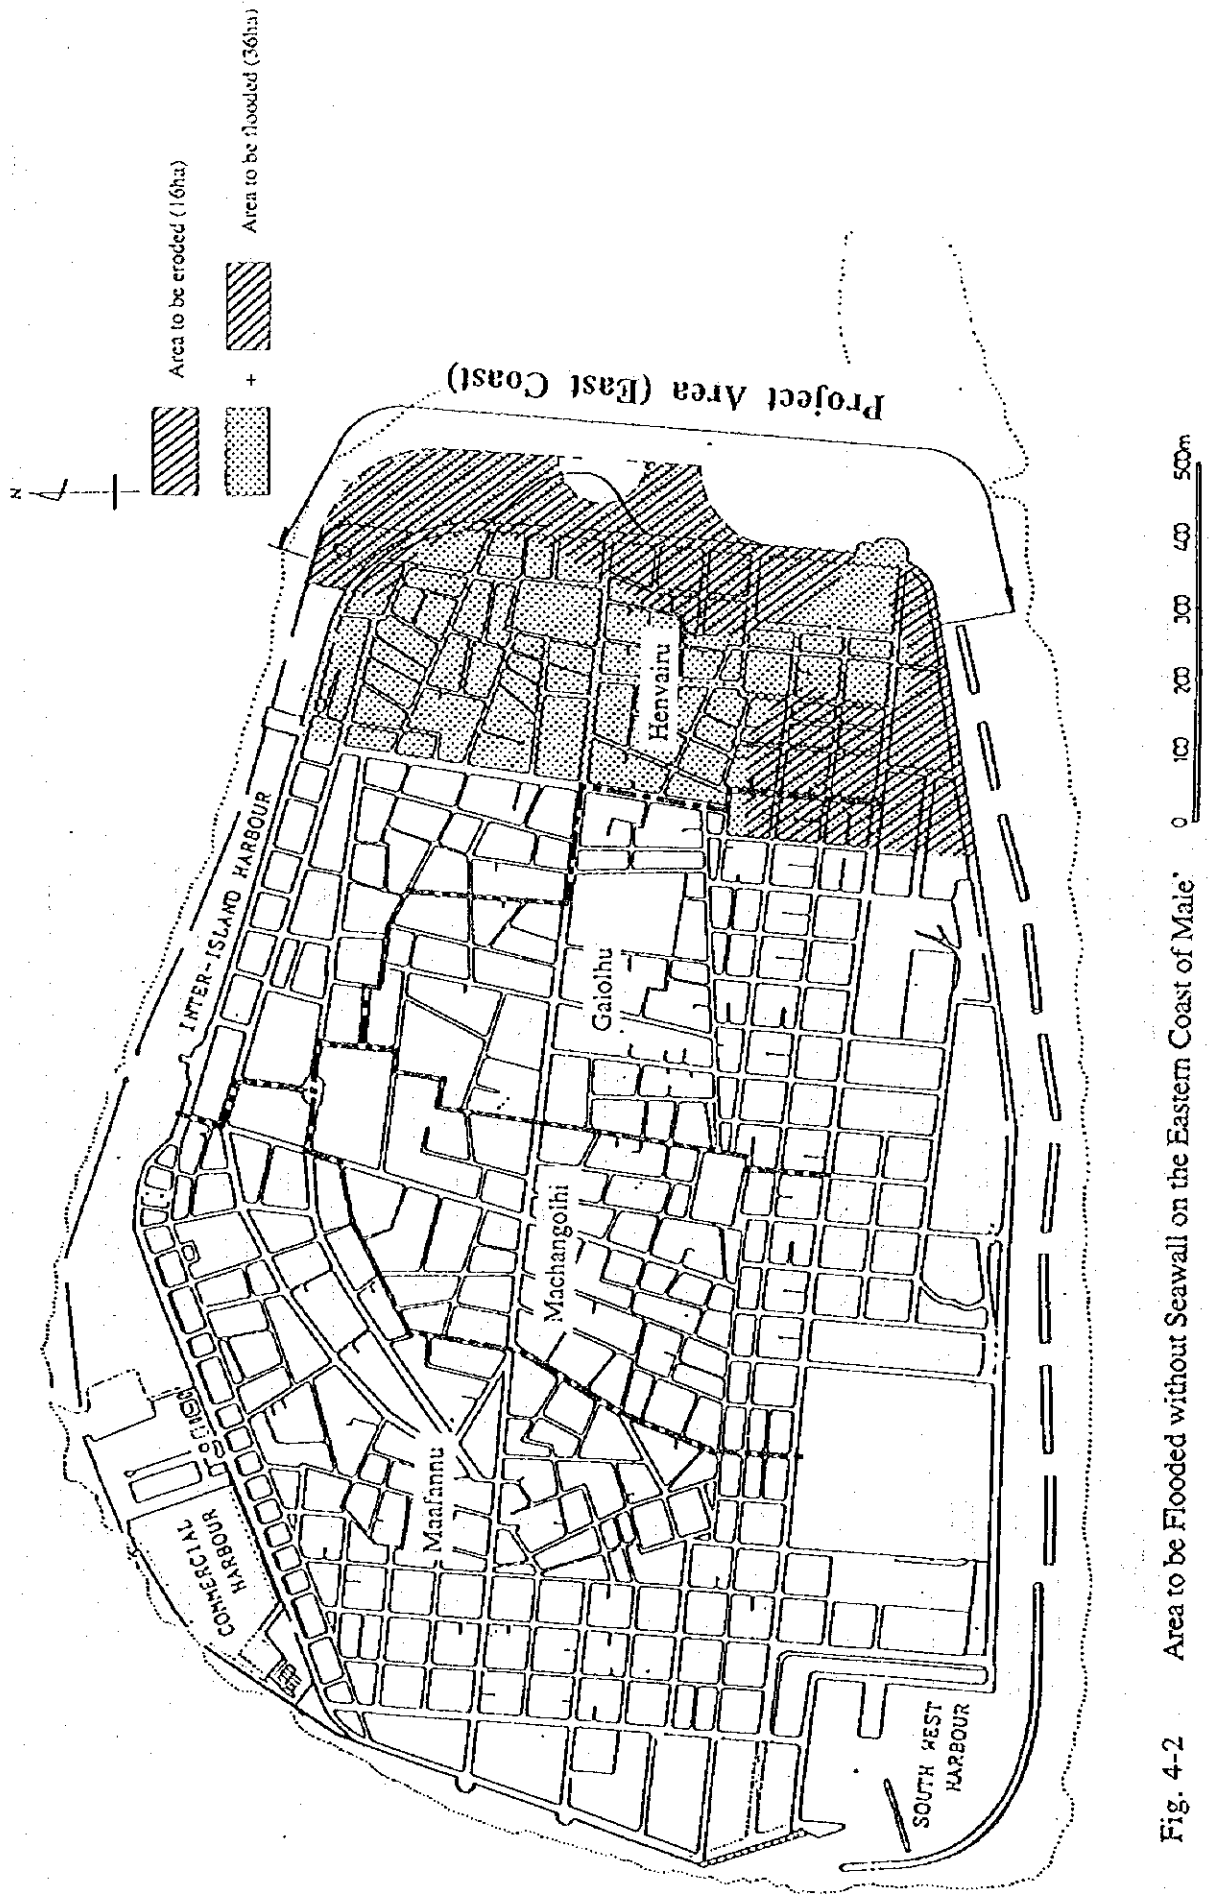 N
Area to be eroded (16ha)
+ Area to be flooded (36ha)
Project Area (East Coast)
INTER-ISLAND HARBOUR
COMMERCIAL
HARBOUR
Henvairu
Gaiolhu
Machangolhi
Maafannu
SOUTH WEST
HARBOUR
0 100 200 300 400 500m
Fig. 4-2 Area to be Flooded without Seawall on the Eastern Coast of Male'